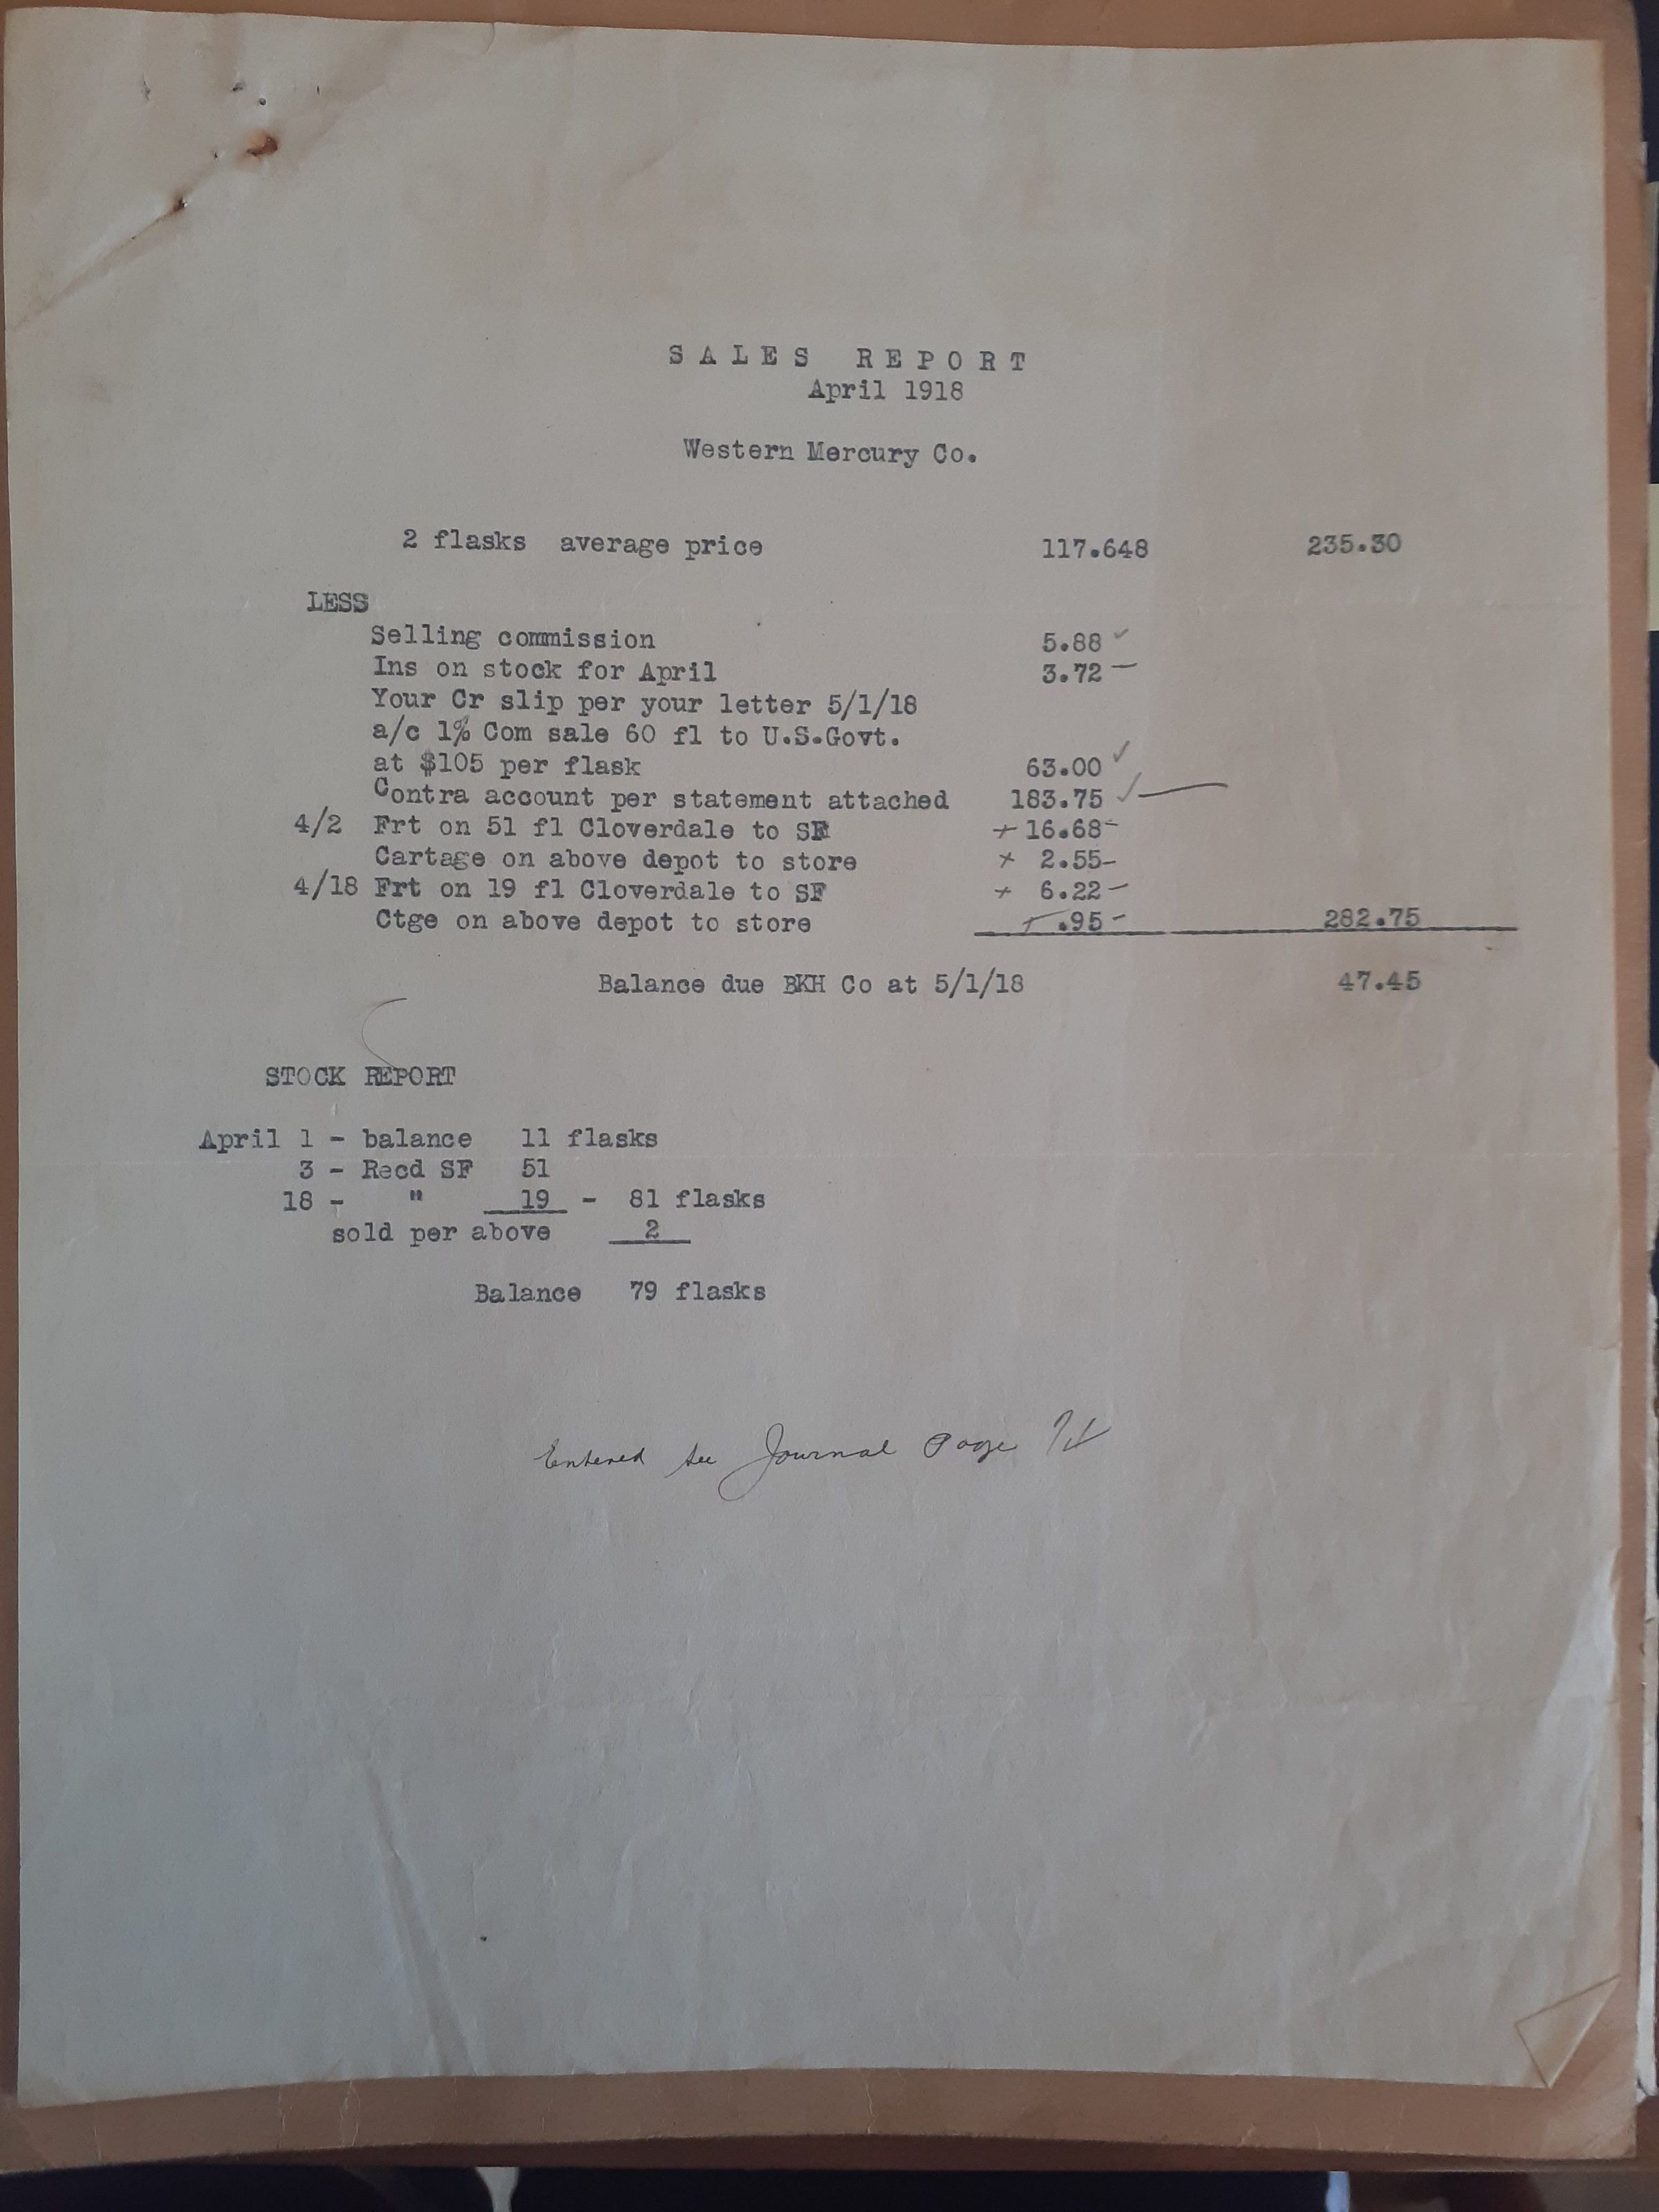 SALES REPORT
April 1918
Western Mercury Co.
2 flasks average price 117.648 235.30
LESS
Selling commission 5.88 ✓
Ins on stock for April 3.72 —
Your Cr slip per your letter 5/1/18
a/c 1% Com sale 60 fl to U.S.Govt.
at $105 per flask 63.00 ✓
Contra account per statement attached 183.75 ✓—
4/2 Frt on 51 fl Cloverdale to SF + 16.68 -
Cartage on above depot to store + 2.55 -
4/18 Frt on 19 fl Cloverdale to SF + 6.22 -
Ctge on above depot to store + .95 - 282.75
Balance due BKH Co at 5/1/18 47.45
STOCK REPORT
April 1 - balance 11 flasks
3 - Recd SF 51
18 - " 19 - 81 flasks
sold per above 2
Balance 79 flasks
Entered see Journal Page